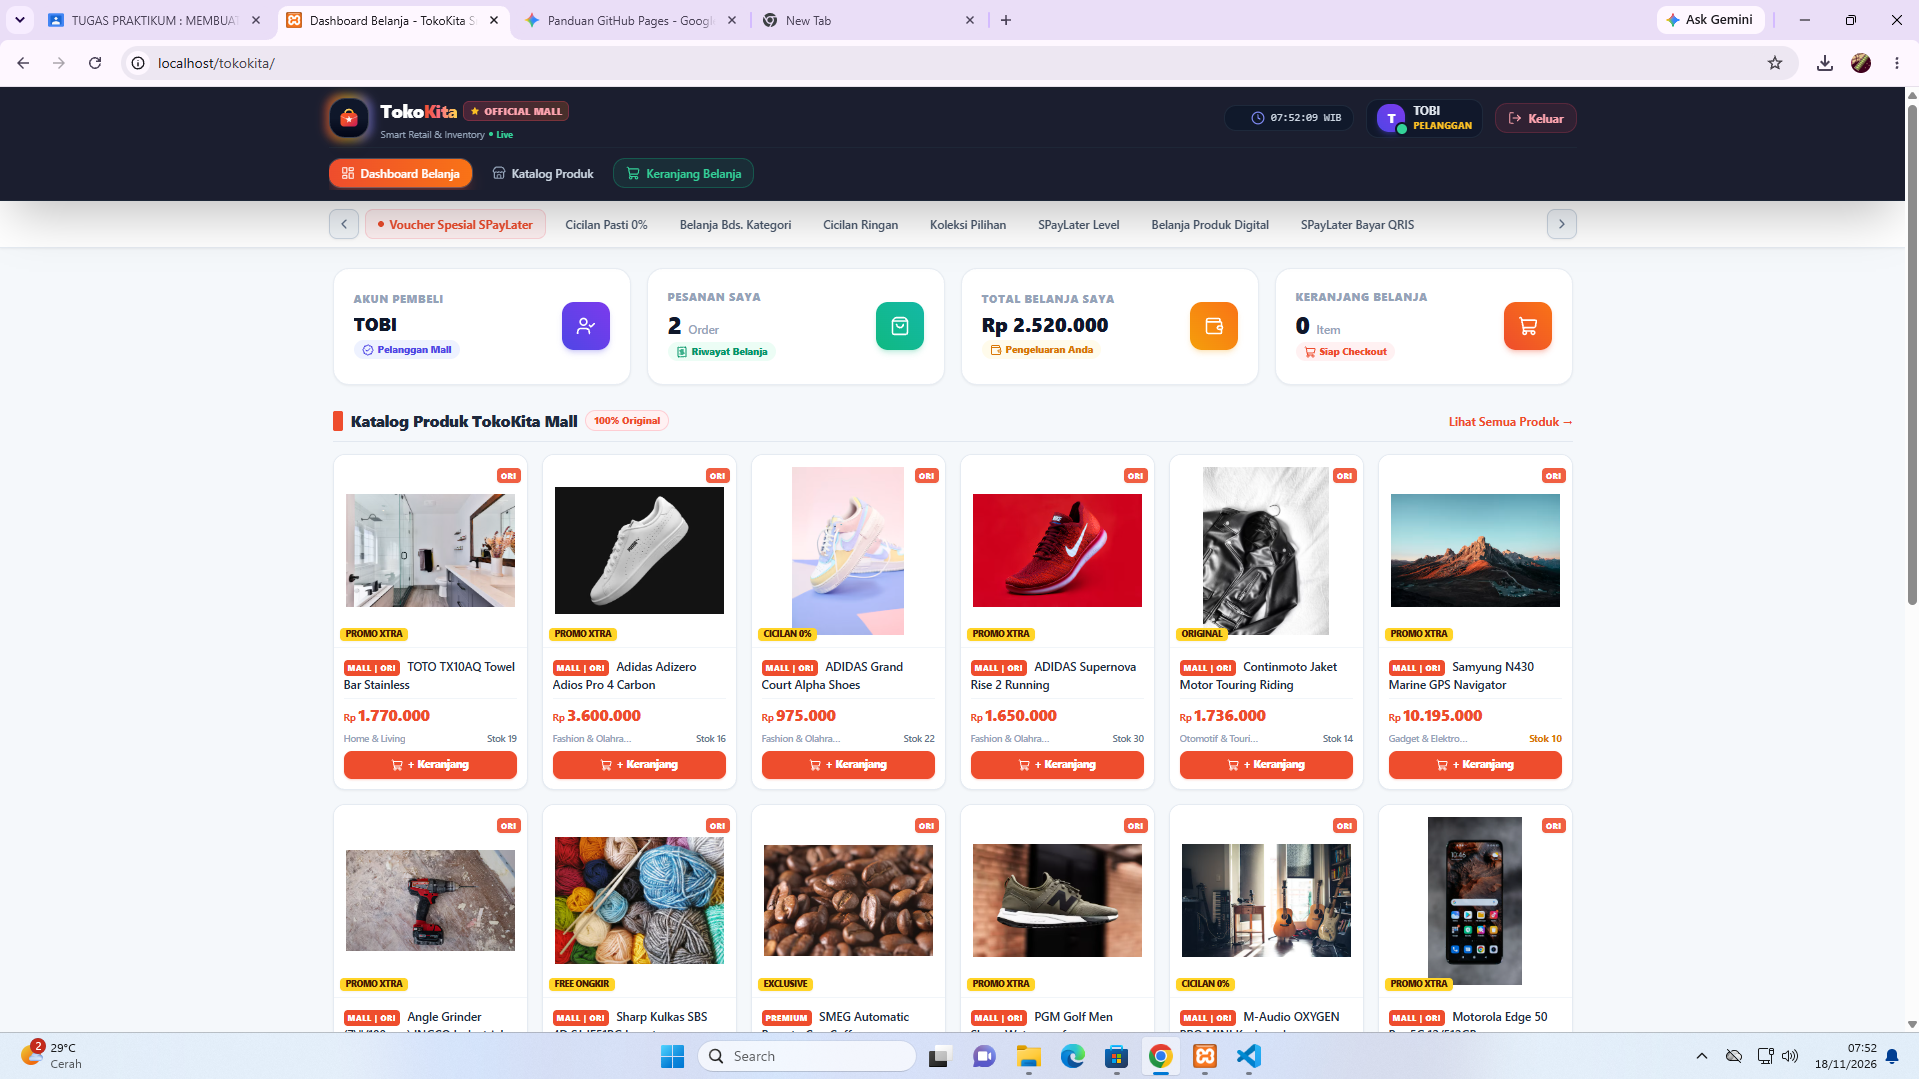 TUGAS PRAKTIKUM : MEMBUAT
Dashboard Belanja - TokoKita S
Panduan GitHub Pages - Google
New Tab
Ask Gemini
localhost/tokokita/
TokoKita
OFFICIAL MALL
Smart Retail & Inventory • Live
07:52:09 WIB
T
TOBI
PELANGGAN
Keluar
Dashboard Belanja
Katalog Produk
Keranjang Belanja
Voucher Spesial SPayLater
Cicilan Pasti 0%
Belanja Bds. Kategori
Cicilan Ringan
Koleksi Pilihan
SPayLater Level
Belanja Produk Digital
SPayLater Bayar QRIS
AKUN PEMBELI
TOBI
Pelanggan Mall
PESANAN SAYA
2 Order
Riwayat Belanja
TOTAL BELANJA SAYA
Rp 2.520.000
Pengeluaran Anda
KERANJANG BELANJA
0 Item
Siap Checkout
Katalog Produk TokoKita Mall
100% Original
Lihat Semua Produk →
ORI
PROMO XTRA
MALL | ORI TOTO TX10AQ Towel
Bar Stainless
Rp 1.770.000
Home & Living Stok 19
+ Keranjang
ORI
PROMO XTRA
MALL | ORI Adidas Adizero
Adios Pro 4 Carbon
Rp 3.600.000
Fashion & Olahra... Stok 16
+ Keranjang
ORI
CICILAN 0%
MALL | ORI ADIDAS Grand
Court Alpha Shoes
Rp 975.000
Fashion & Olahra... Stok 22
+ Keranjang
ORI
PROMO XTRA
MALL | ORI ADIDAS Supernova
Rise 2 Running
Rp 1.650.000
Fashion & Olahra... Stok 30
+ Keranjang
ORI
ORIGINAL
MALL | ORI Continmoto Jaket
Motor Touring Riding
Rp 1.736.000
Otomotif & Touri... Stok 14
+ Keranjang
ORI
PROMO XTRA
MALL | ORI Samyung N430
Marine GPS Navigator
Rp 10.195.000
Gadget & Elektro... Stok 10
+ Keranjang
ORI
PROMO XTRA
MALL | ORI Angle Grinder
ORI
FREE ONGKIR
MALL | ORI Sharp Kulkas SBS
ORI
EXCLUSIVE
PREMIUM SMEG Automatic
ORI
PROMO XTRA
MALL | ORI PGM Golf Men
ORI
CICILAN 0%
MALL | ORI M-Audio OXYGEN
ORI
PROMO XTRA
MALL | ORI Motorola Edge 50
2
29°C
Cerah
Search
07:52
18/11/2026